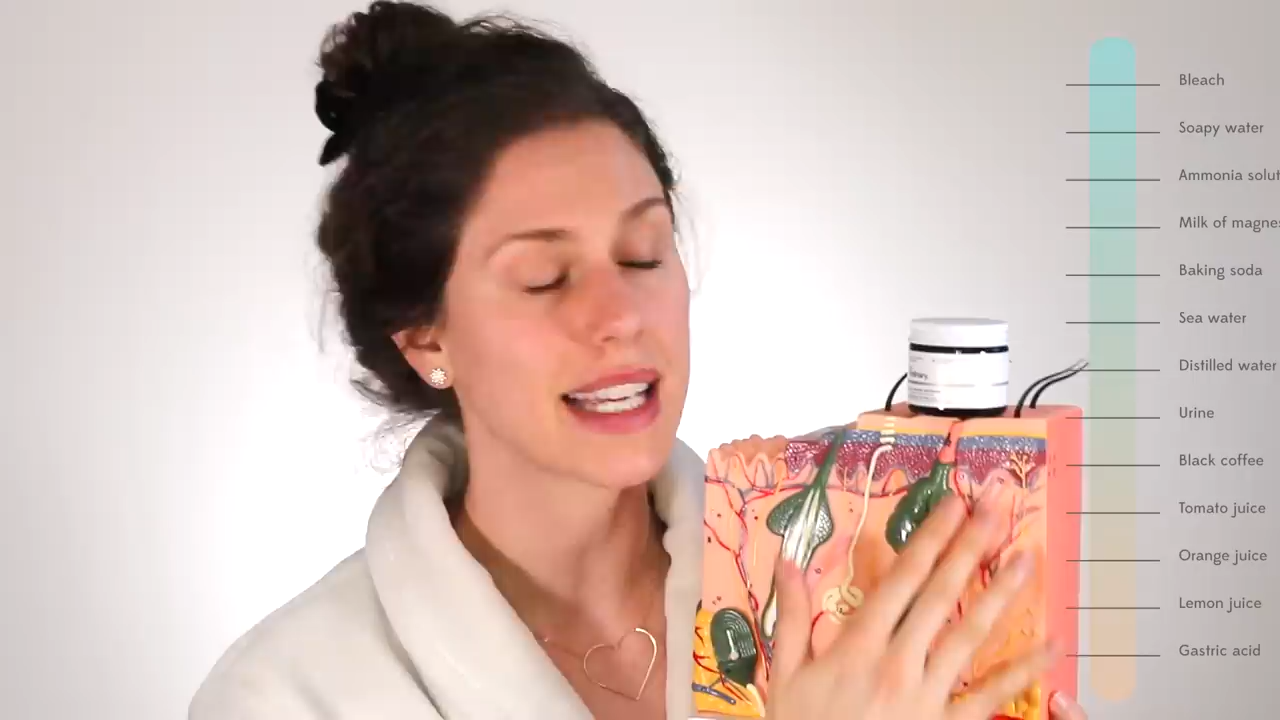 Bleach
Soapy water
Ammonia solut
Milk of magne
Baking soda
Sea water
Distilled water
Urine
Black coffee
Tomato juice
Orange juice
Lemon juice
Gastric acid